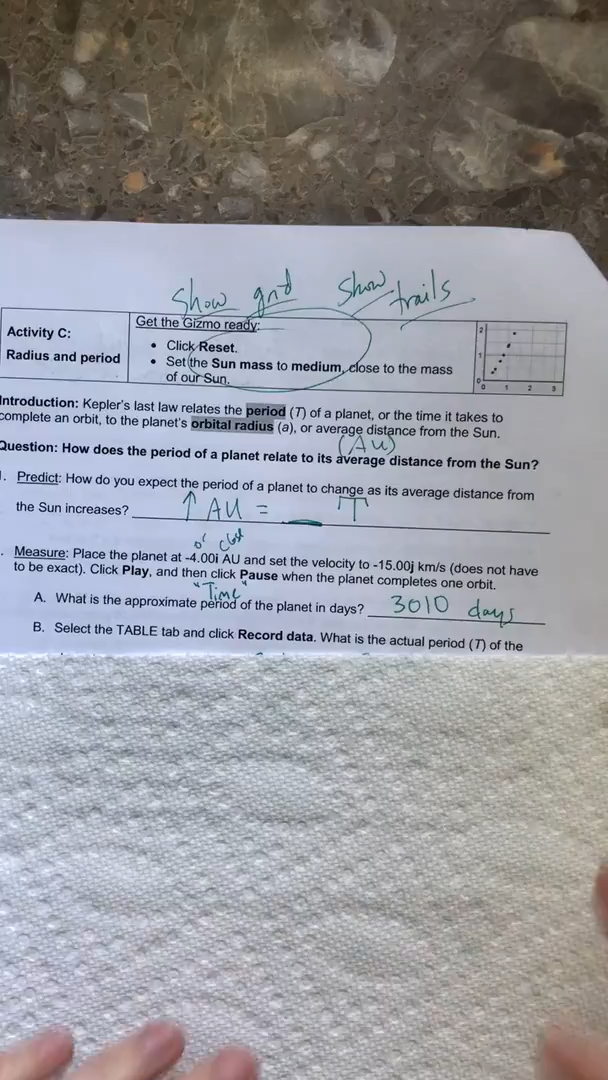 Show grid Show trails
Activity C:
Radius and period
Get the Gizmo ready:
• Click Reset.
• Set the Sun mass to medium, close to the mass
of our Sun.
2
1
0
0 1 2 3
Introduction: Kepler's last law relates the period (T) of a planet, or the time it takes to
complete an orbit, to the planet's orbital radius (a), or average distance from the Sun.
(AU)
Question: How does the period of a planet relate to its average distance from the Sun?
. Predict: How do you expect the period of a planet to change as its average distance from
the Sun increases? ↑ AU = __ T
. Measure: Place the planet at -4.00i AU and set the velocity to -15.00j km/s (does not have
to be exact). Click Play, and then click Pause when the planet completes one orbit.
"Time"
A. What is the approximate period of the planet in days? 3010 days
B. Select the TABLE tab and click Record data. What is the actual period (T) of the